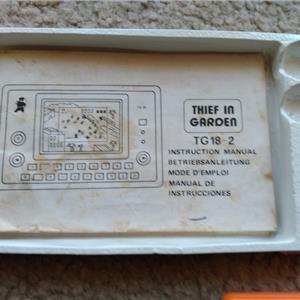 THIEF IN
GARDEN
TG18-2
INSTRUCTION MANUAL
BETRIEBSANLEITUNG
MODE D'EMPLOI
MANUAL DE
INSTRUCCIONES